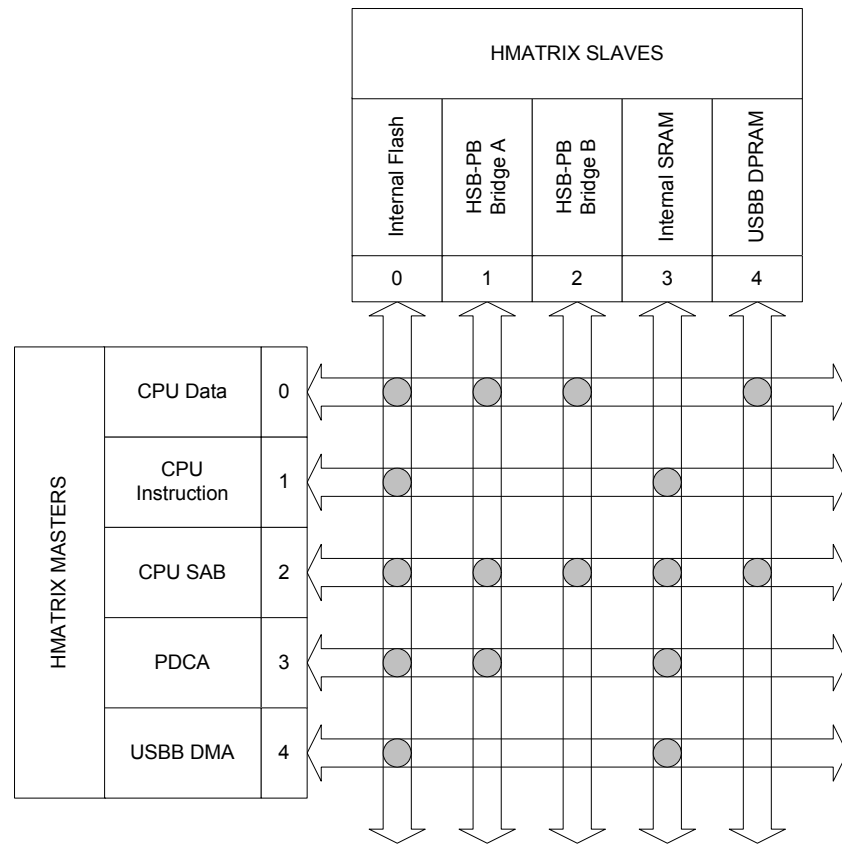 HMATRIX SLAVES
Internal Flash
HSB-PB
Bridge A
HSB-PB
Bridge B
Internal SRAM
USBB DPRAM
0
1
2
3
4
HMATRIX MASTERS
CPU Data
0
CPU
Instruction
1
CPU SAB
2
PDCA
3
USBB DMA
4